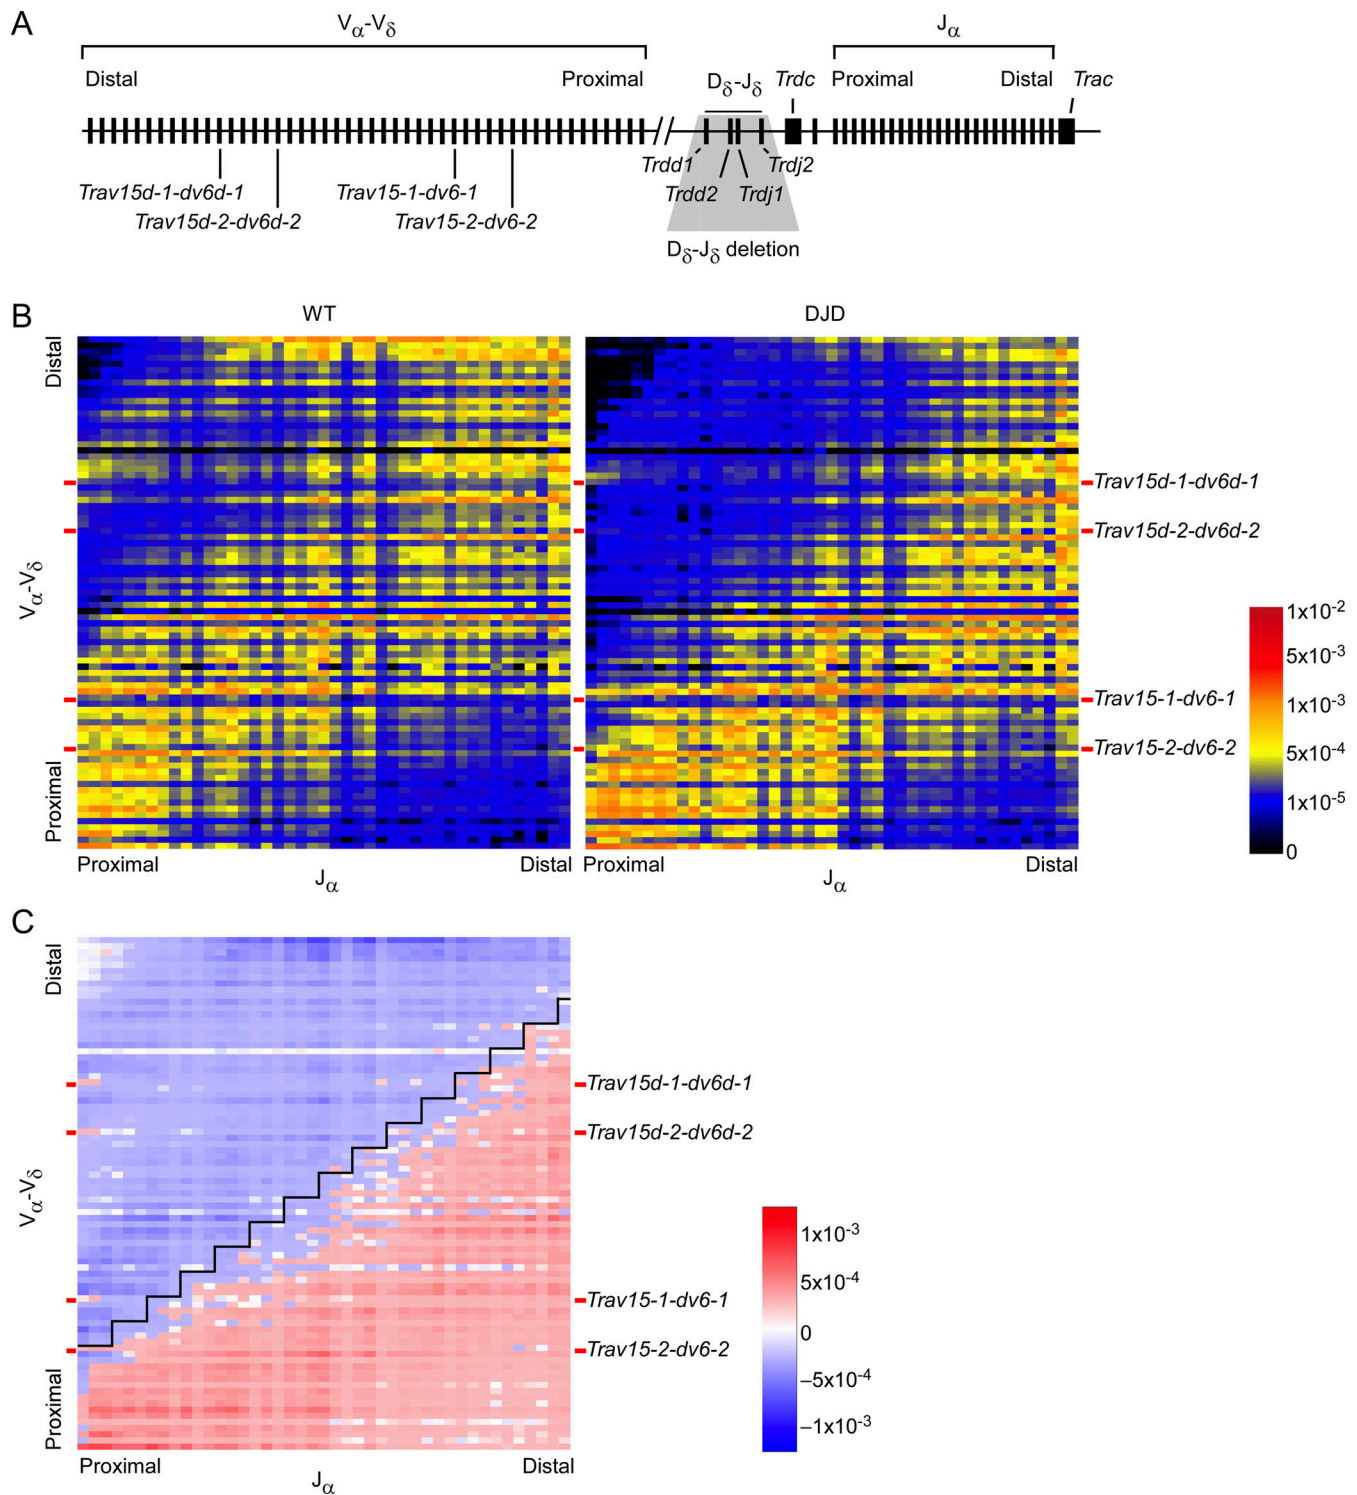 A
Vα-Vδ
Jα
Distal
Proximal
Dδ-Jδ
Trdc
Proximal
Distal
Trac
Trdd1
Trdj2
Trav15d-1-dv6d-1
Trav15-1-dv6-1
Trdd2
Trdj1
Trav15d-2-dv6d-2
Trav15-2-dv6-2
Dδ-Jδ deletion
B
WT
DJD
Distal
Vα-Vδ
Proximal
Trav15d-1-dv6d-1
Trav15d-2-dv6d-2
Trav15-1-dv6-1
Trav15-2-dv6-2
1x10-2
5x10-3
1x10-3
5x10-4
1x10-5
0
Proximal
Jα
Distal
Proximal
Jα
Distal
C
Distal
Vα-Vδ
Proximal
Trav15d-1-dv6d-1
Trav15d-2-dv6d-2
Trav15-1-dv6-1
Trav15-2-dv6-2
1x10-3
5x10-4
0
–5x10-4
–1x10-3
Proximal
Jα
Distal